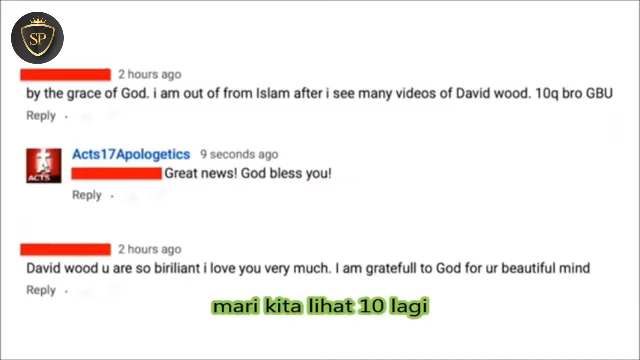 SP
2 hours ago
by the grace of God. i am out of from Islam after i see many videos of David wood. 10q bro GBU
Reply
Acts17Apologetics 9 seconds ago
Great news! God bless you!
ACTS
Reply
2 hours ago
David wood u are so biriliant i love you very much. I am gratefull to God for ur beautiful mind
Reply
mari kita lihat 10 lagi